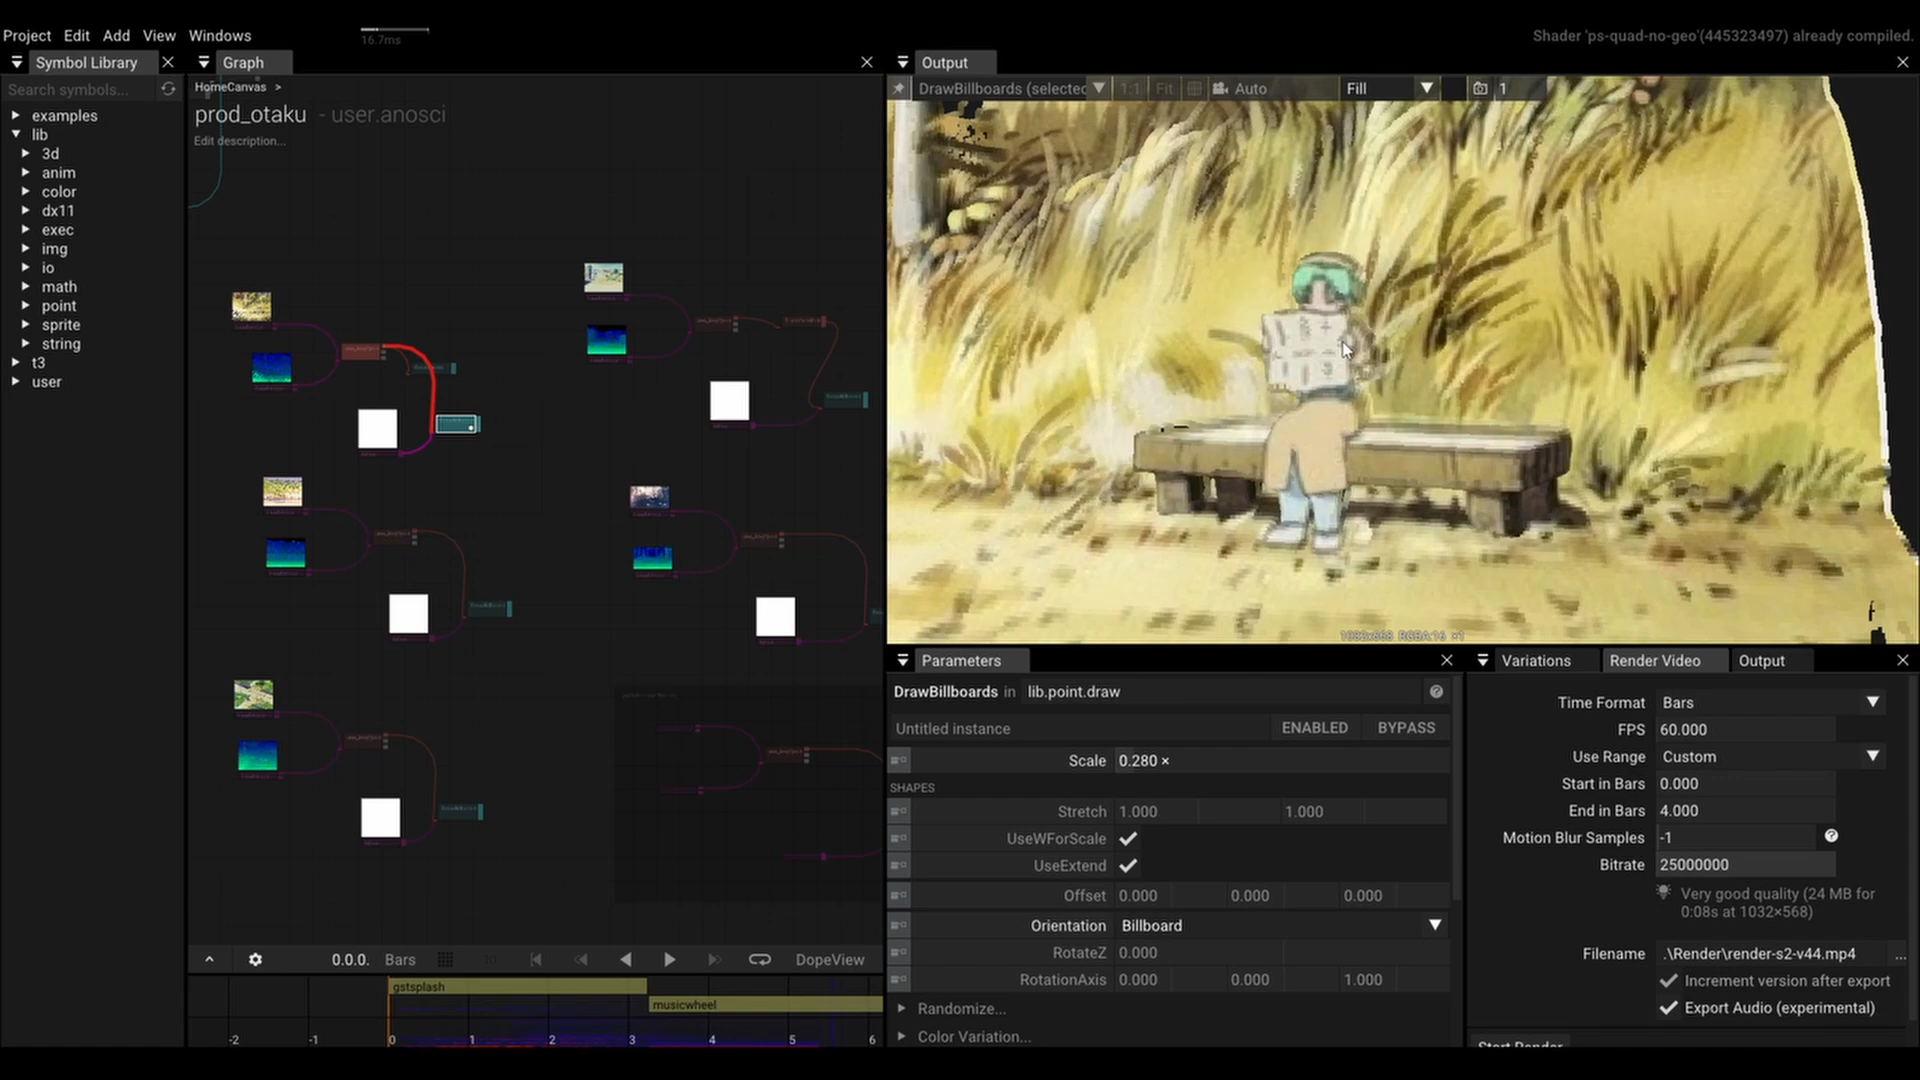 Project Edit Add View Windows
16.7ms
Shader 'ps-quad-no-geo'(445323497) already compiled.
Symbol Library
Graph
Output
Search symbols...
HomeCanvas >
DrawBillboards (selected
1:1
Fit
Auto
Fill
1
examples
lib
3d
anim
color
dx11
exec
img
io
math
point
sprite
string
t3
user
prod_otaku - user.anosci
Edit description...
1032x568 RGBA:16 ×1
0.0.0. Bars
DopeView
gstsplash
musicwheel
-2 -1 0 1 2 3 4 5 6
Parameters
DrawBillboards in lib.point.draw
Untitled instance ENABLED BYPASS
Scale 0.280 ×
SHAPES
Stretch 1.000 1.000
UseWForScale
UseExtend
Offset 0.000 0.000 0.000
Orientation Billboard
RotateZ 0.000
RotationAxis 0.000 0.000 1.000
Randomize...
Color Variation...
Variations Render Video Output
Time Format Bars
FPS 60.000
Use Range Custom
Start in Bars 0.000
End in Bars 4.000
Motion Blur Samples -1
Bitrate 25000000
Very good quality (24 MB for
0:08s at 1032×568)
Filename .\Render\render-s2-v44.mp4 ...
Increment version after export
Export Audio (experimental)
Start Render